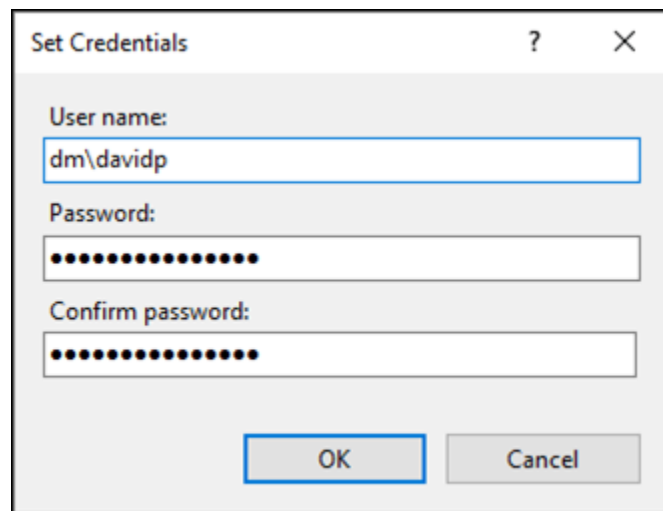 Set Credentials ? ×
User name:
dm\davidp
Password:
●●●●●●●●●●●●●●●
Confirm password:
●●●●●●●●●●●●●●●
OK Cancel